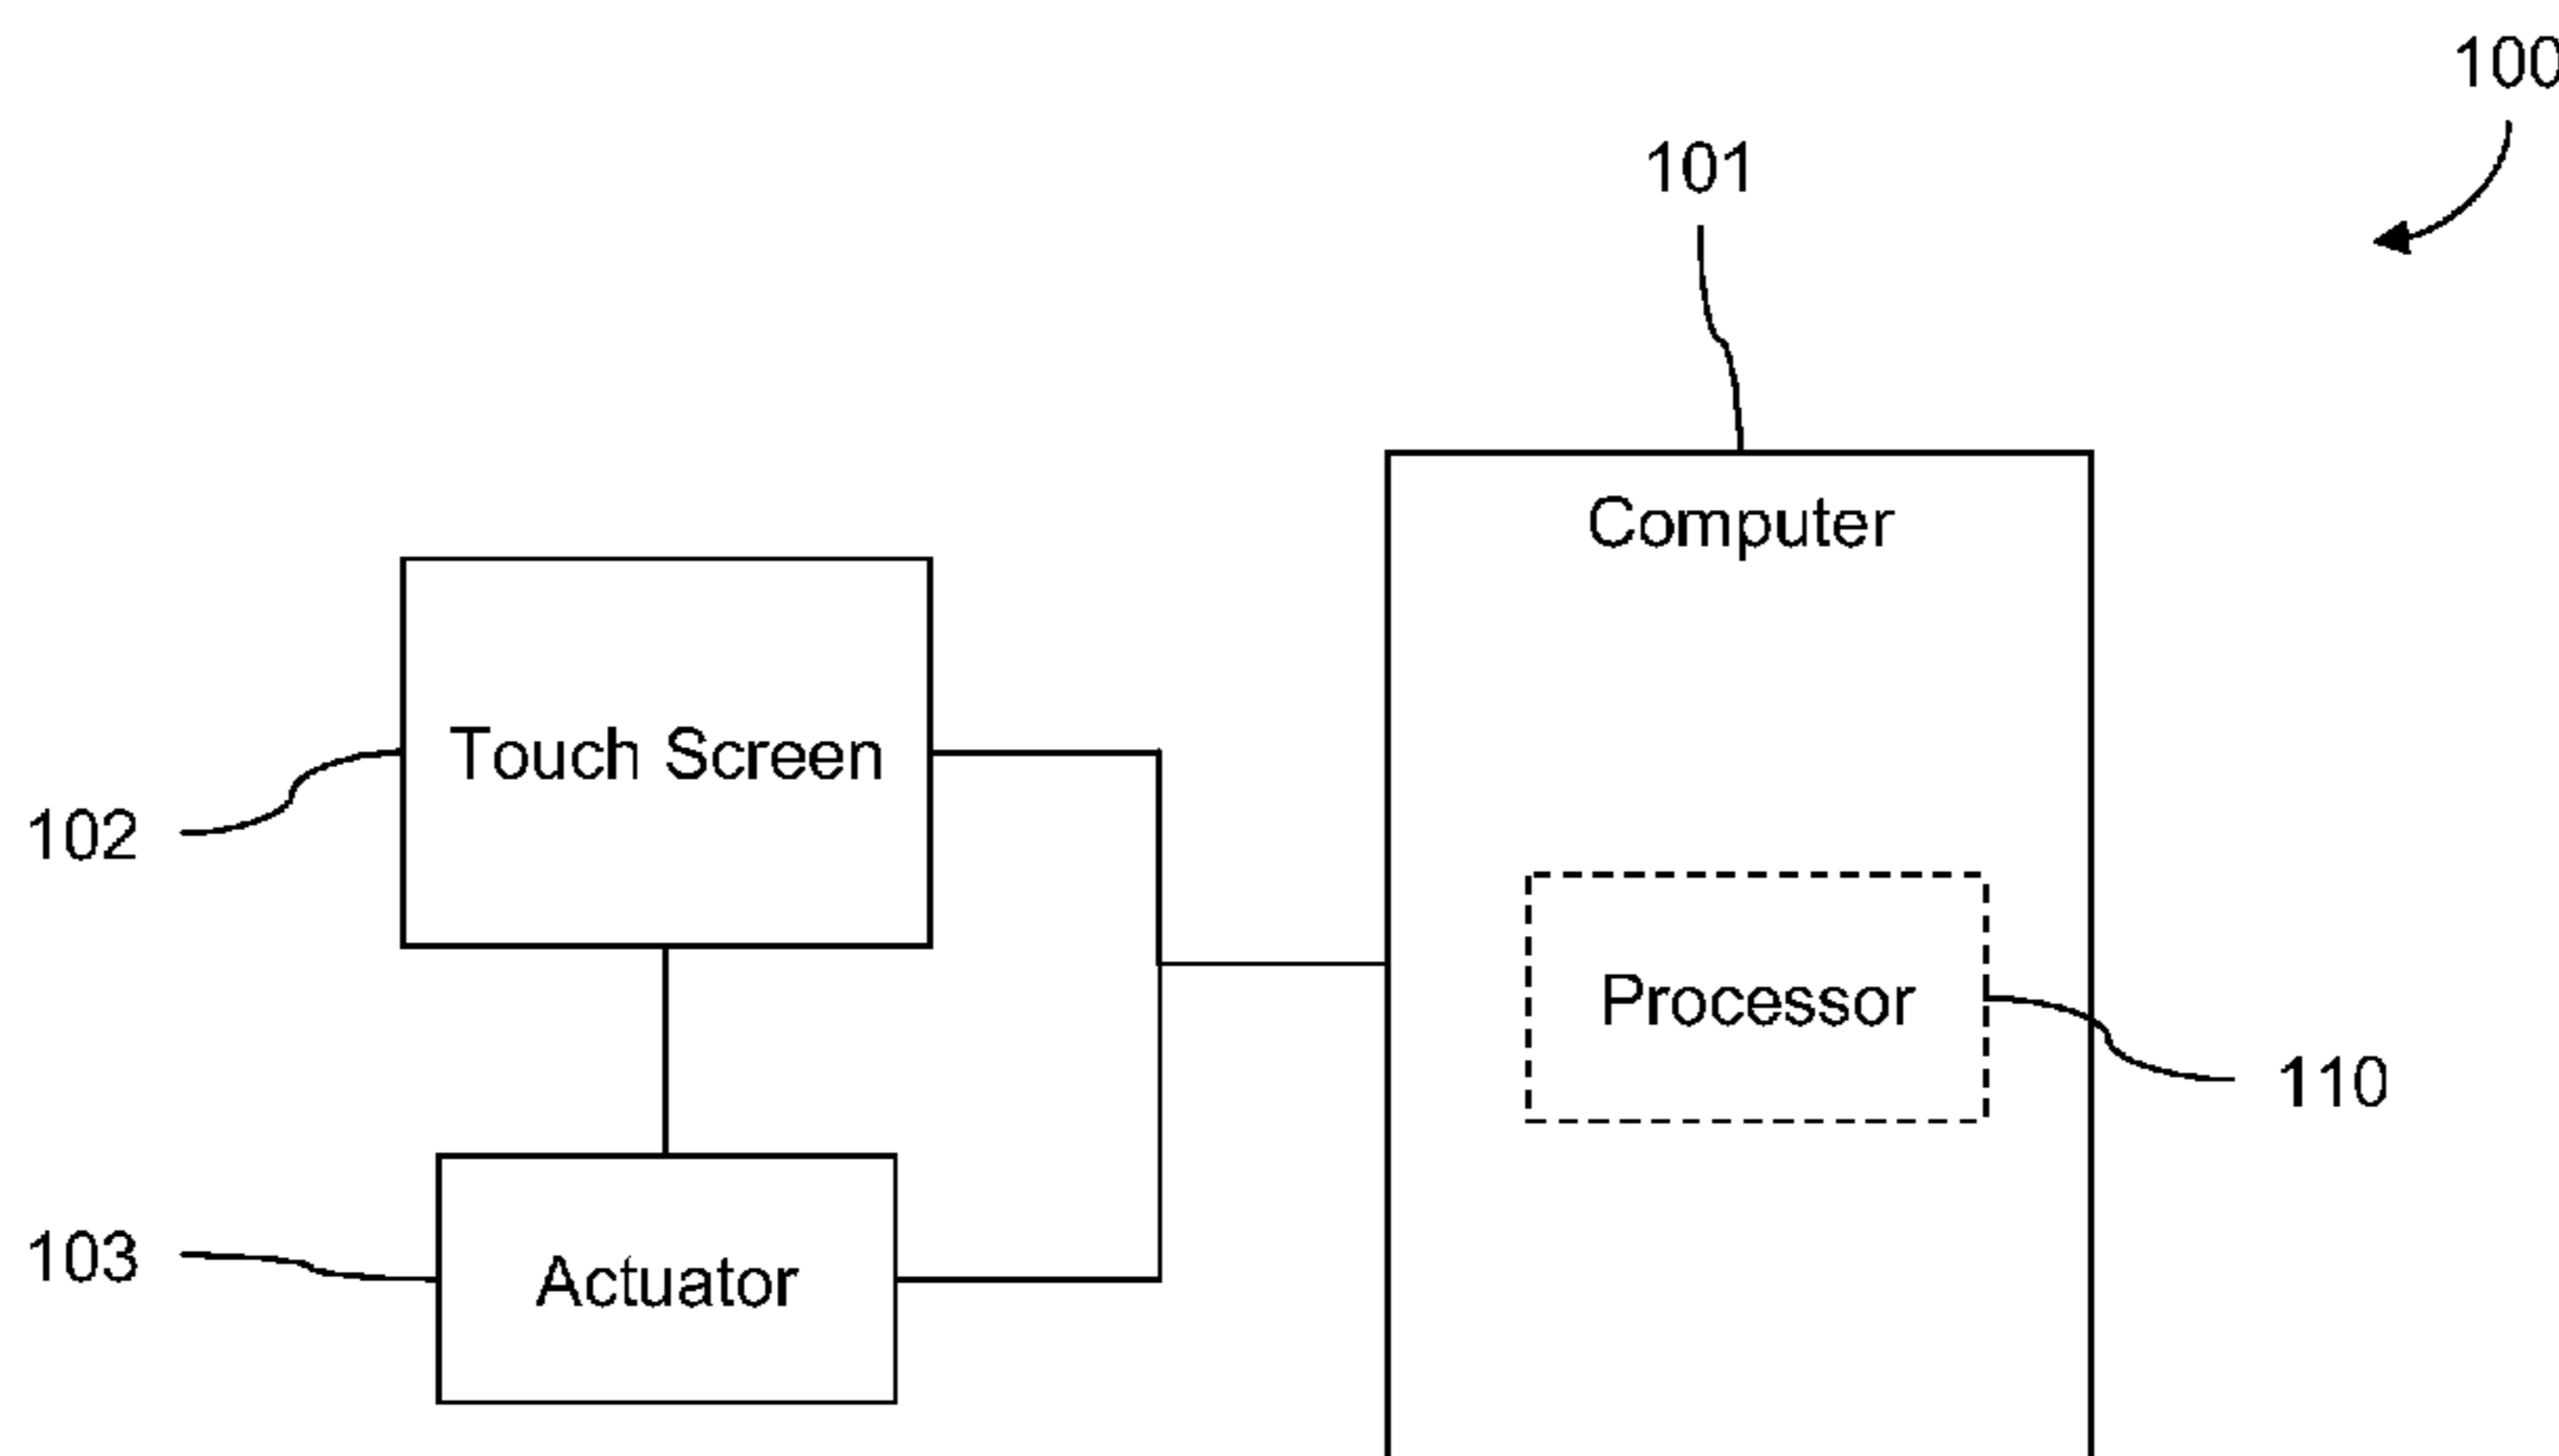 100
101
Computer
Touch Screen
102
Processor
110
103
Actuator